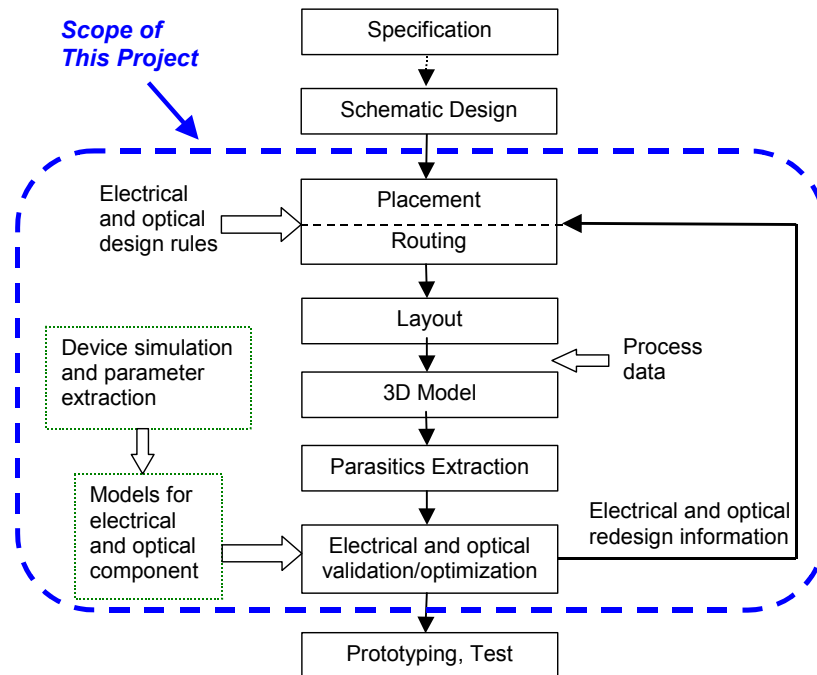 Scope of
This Project
Specification
Schematic Design
Electrical
and optical
design rules
Placement
Routing
Layout
Process
data
Device simulation
and parameter
extraction
3D Model
Parasitics Extraction
Models for
electrical
and optical
component
Electrical and optical
validation/optimization
Electrical and optical
redesign information
Prototyping, Test